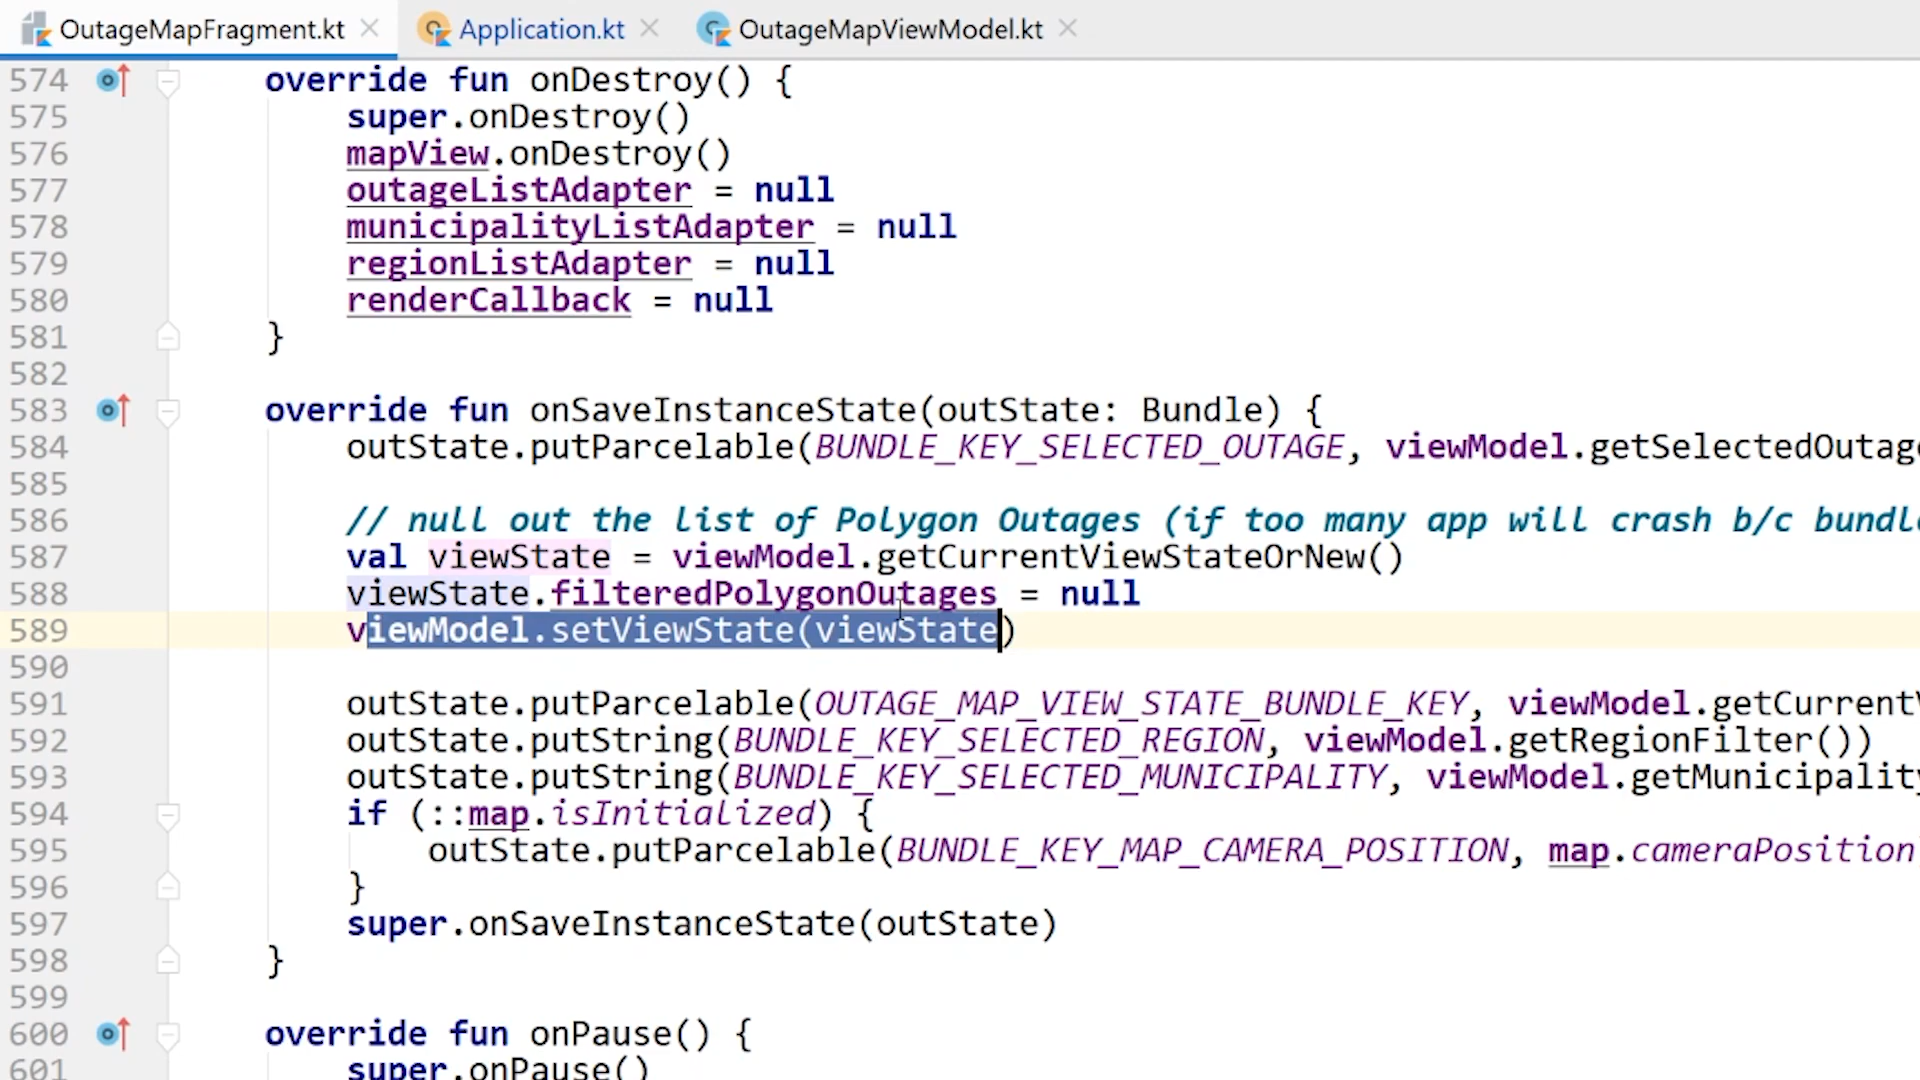 OutageMapFragment.kt Application.kt OutageMapViewModel.kt
574 override fun onDestroy() {
575 super.onDestroy()
576 mapView.onDestroy()
577 outageListAdapter = null
578 municipalityListAdapter = null
579 regionListAdapter = null
580 renderCallback = null
581 }
582
583 override fun onSaveInstanceState(outState: Bundle) {
584 outState.putParcelable(BUNDLE_KEY_SELECTED_OUTAGE, viewModel.getSelectedOutage
585
586 // null out the list of Polygon Outages (if too many app will crash b/c bundl
587 val viewState = viewModel.getCurrentViewStateOrNew()
588 viewState.filteredPolygonOutages = null
589 viewModel.setViewState(viewState)
590
591 outState.putParcelable(OUTAGE_MAP_VIEW_STATE_BUNDLE_KEY, viewModel.getCurrentV
592 outState.putString(BUNDLE_KEY_SELECTED_REGION, viewModel.getRegionFilter())
593 outState.putString(BUNDLE_KEY_SELECTED_MUNICIPALITY, viewModel.getMunicipality
594 if (::map.isInitialized) {
595 outState.putParcelable(BUNDLE_KEY_MAP_CAMERA_POSITION, map.cameraPosition
596 }
597 super.onSaveInstanceState(outState)
598 }
599
600 override fun onPause() {
601 super.onPause()